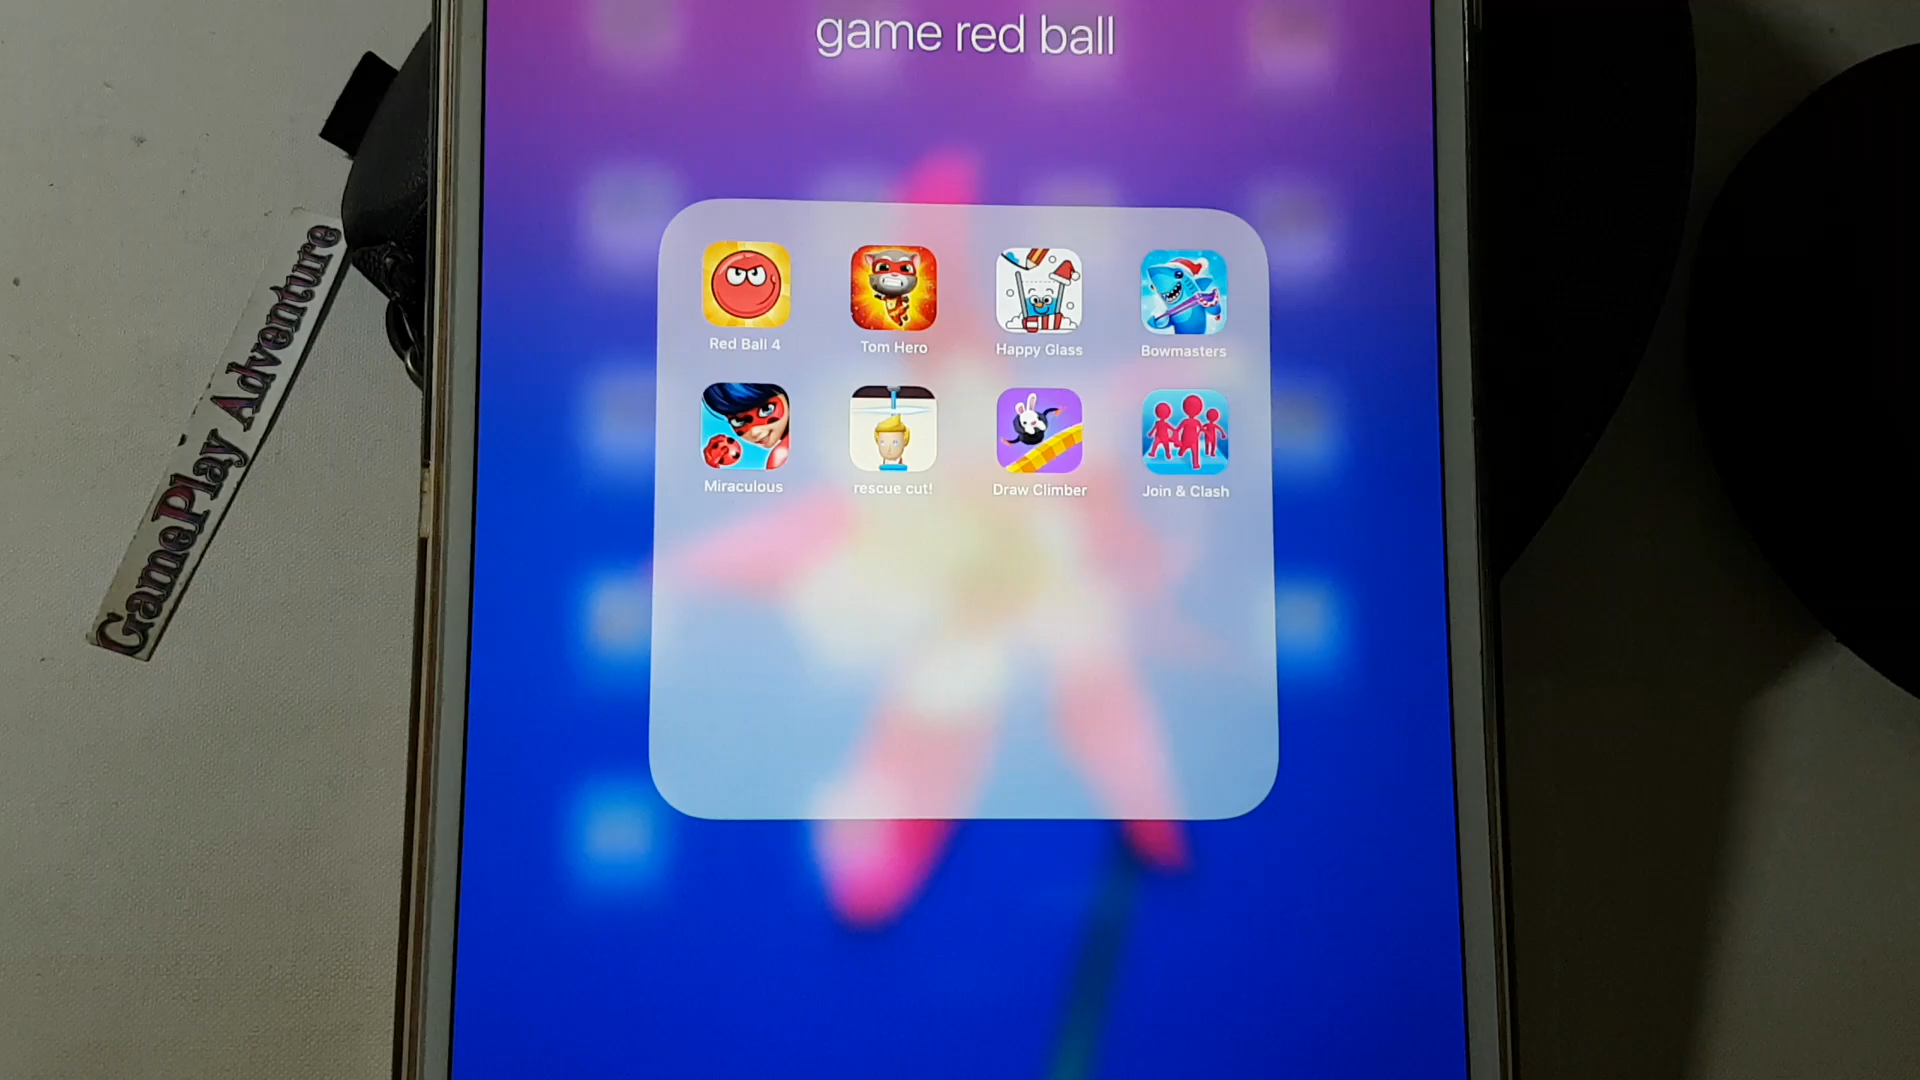 game red ball
GamePlay Adventure
Red Ball 4
Tom Hero
Happy Glass
Bowmasters
Miraculous
rescue cut!
Draw Climber
Join & Clash